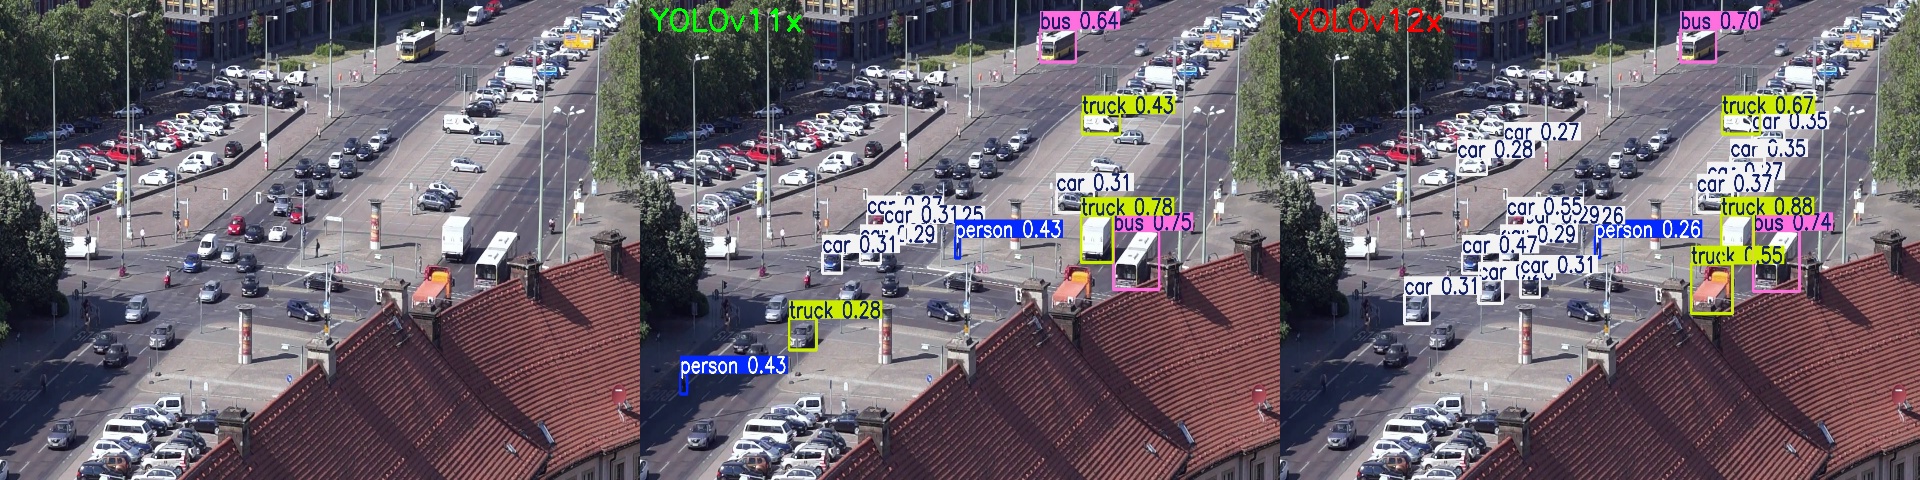 YOLOv11x
bus 0.64
truck 0.43
car 0.31
truck 0.78
bus 0.75
person 0.43
car 0.31
.29
car 0.31
truck 0.28
person 0.43
YOLOv12x
bus 0.70
truck 0.67
0.35
car 0.27
car 0.28
car 0.35
car 0.37
truck 0.88
bus 0.74
car 0.55
person 0.26
.29
car 0.47
truck 0.55
car 0.31
car 0.31